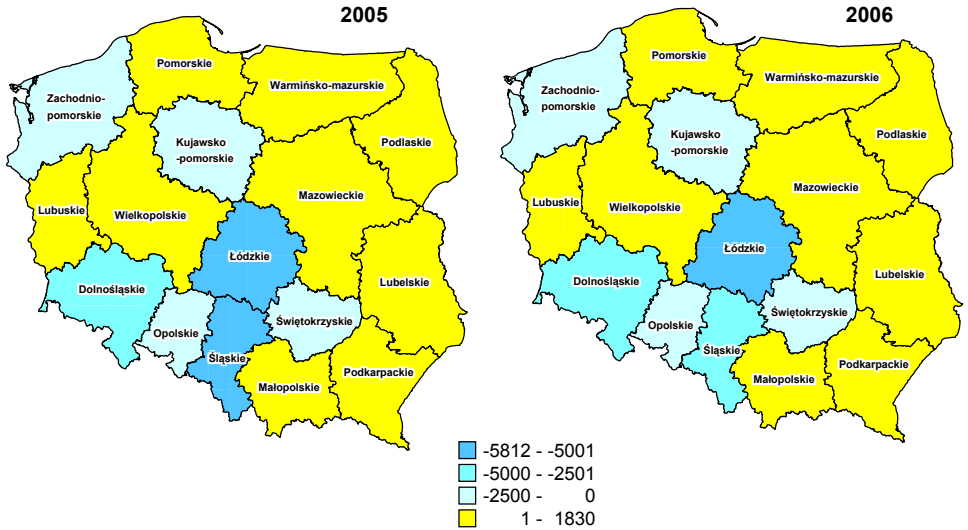 2005
Pomorskie
Warmińsko-mazurskie
Zachodnio-
pomorskie
Kujawsko
-pomorskie
Podlaskie
Mazowieckie
Lubuskie
Wielkopolskie
Łódzkie
Lubelskie
Dolnośląskie
Opolskie
Świętokrzyskie
Śląskie
Podkarpackie
Małopolskie
2006
Pomorskie
Warmińsko-mazurskie
Zachodnio-
pomorskie
Kujawsko
-pomorskie
Podlaskie
Mazowieckie
Lubuskie
Wielkopolskie
Łódzkie
Lubelskie
Dolnośląskie
Opolskie
Świętokrzyskie
Śląskie
Podkarpackie
Małopolskie
-5812 - -5001
-5000 - -2501
-2500 - 0
1 - 1830